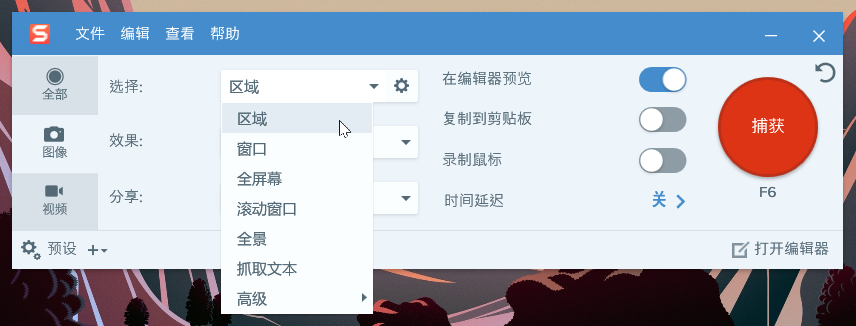 S 文件 编辑 查看 帮助
全部
图像
视频
选择:
效果:
分享:
区域
区域
窗口
全屏幕
滚动窗口
全景
抓取文本
高级
在编辑器预览
复制到剪贴板
录制鼠标
时间延迟 关
捕获
F6
预设
打开编辑器